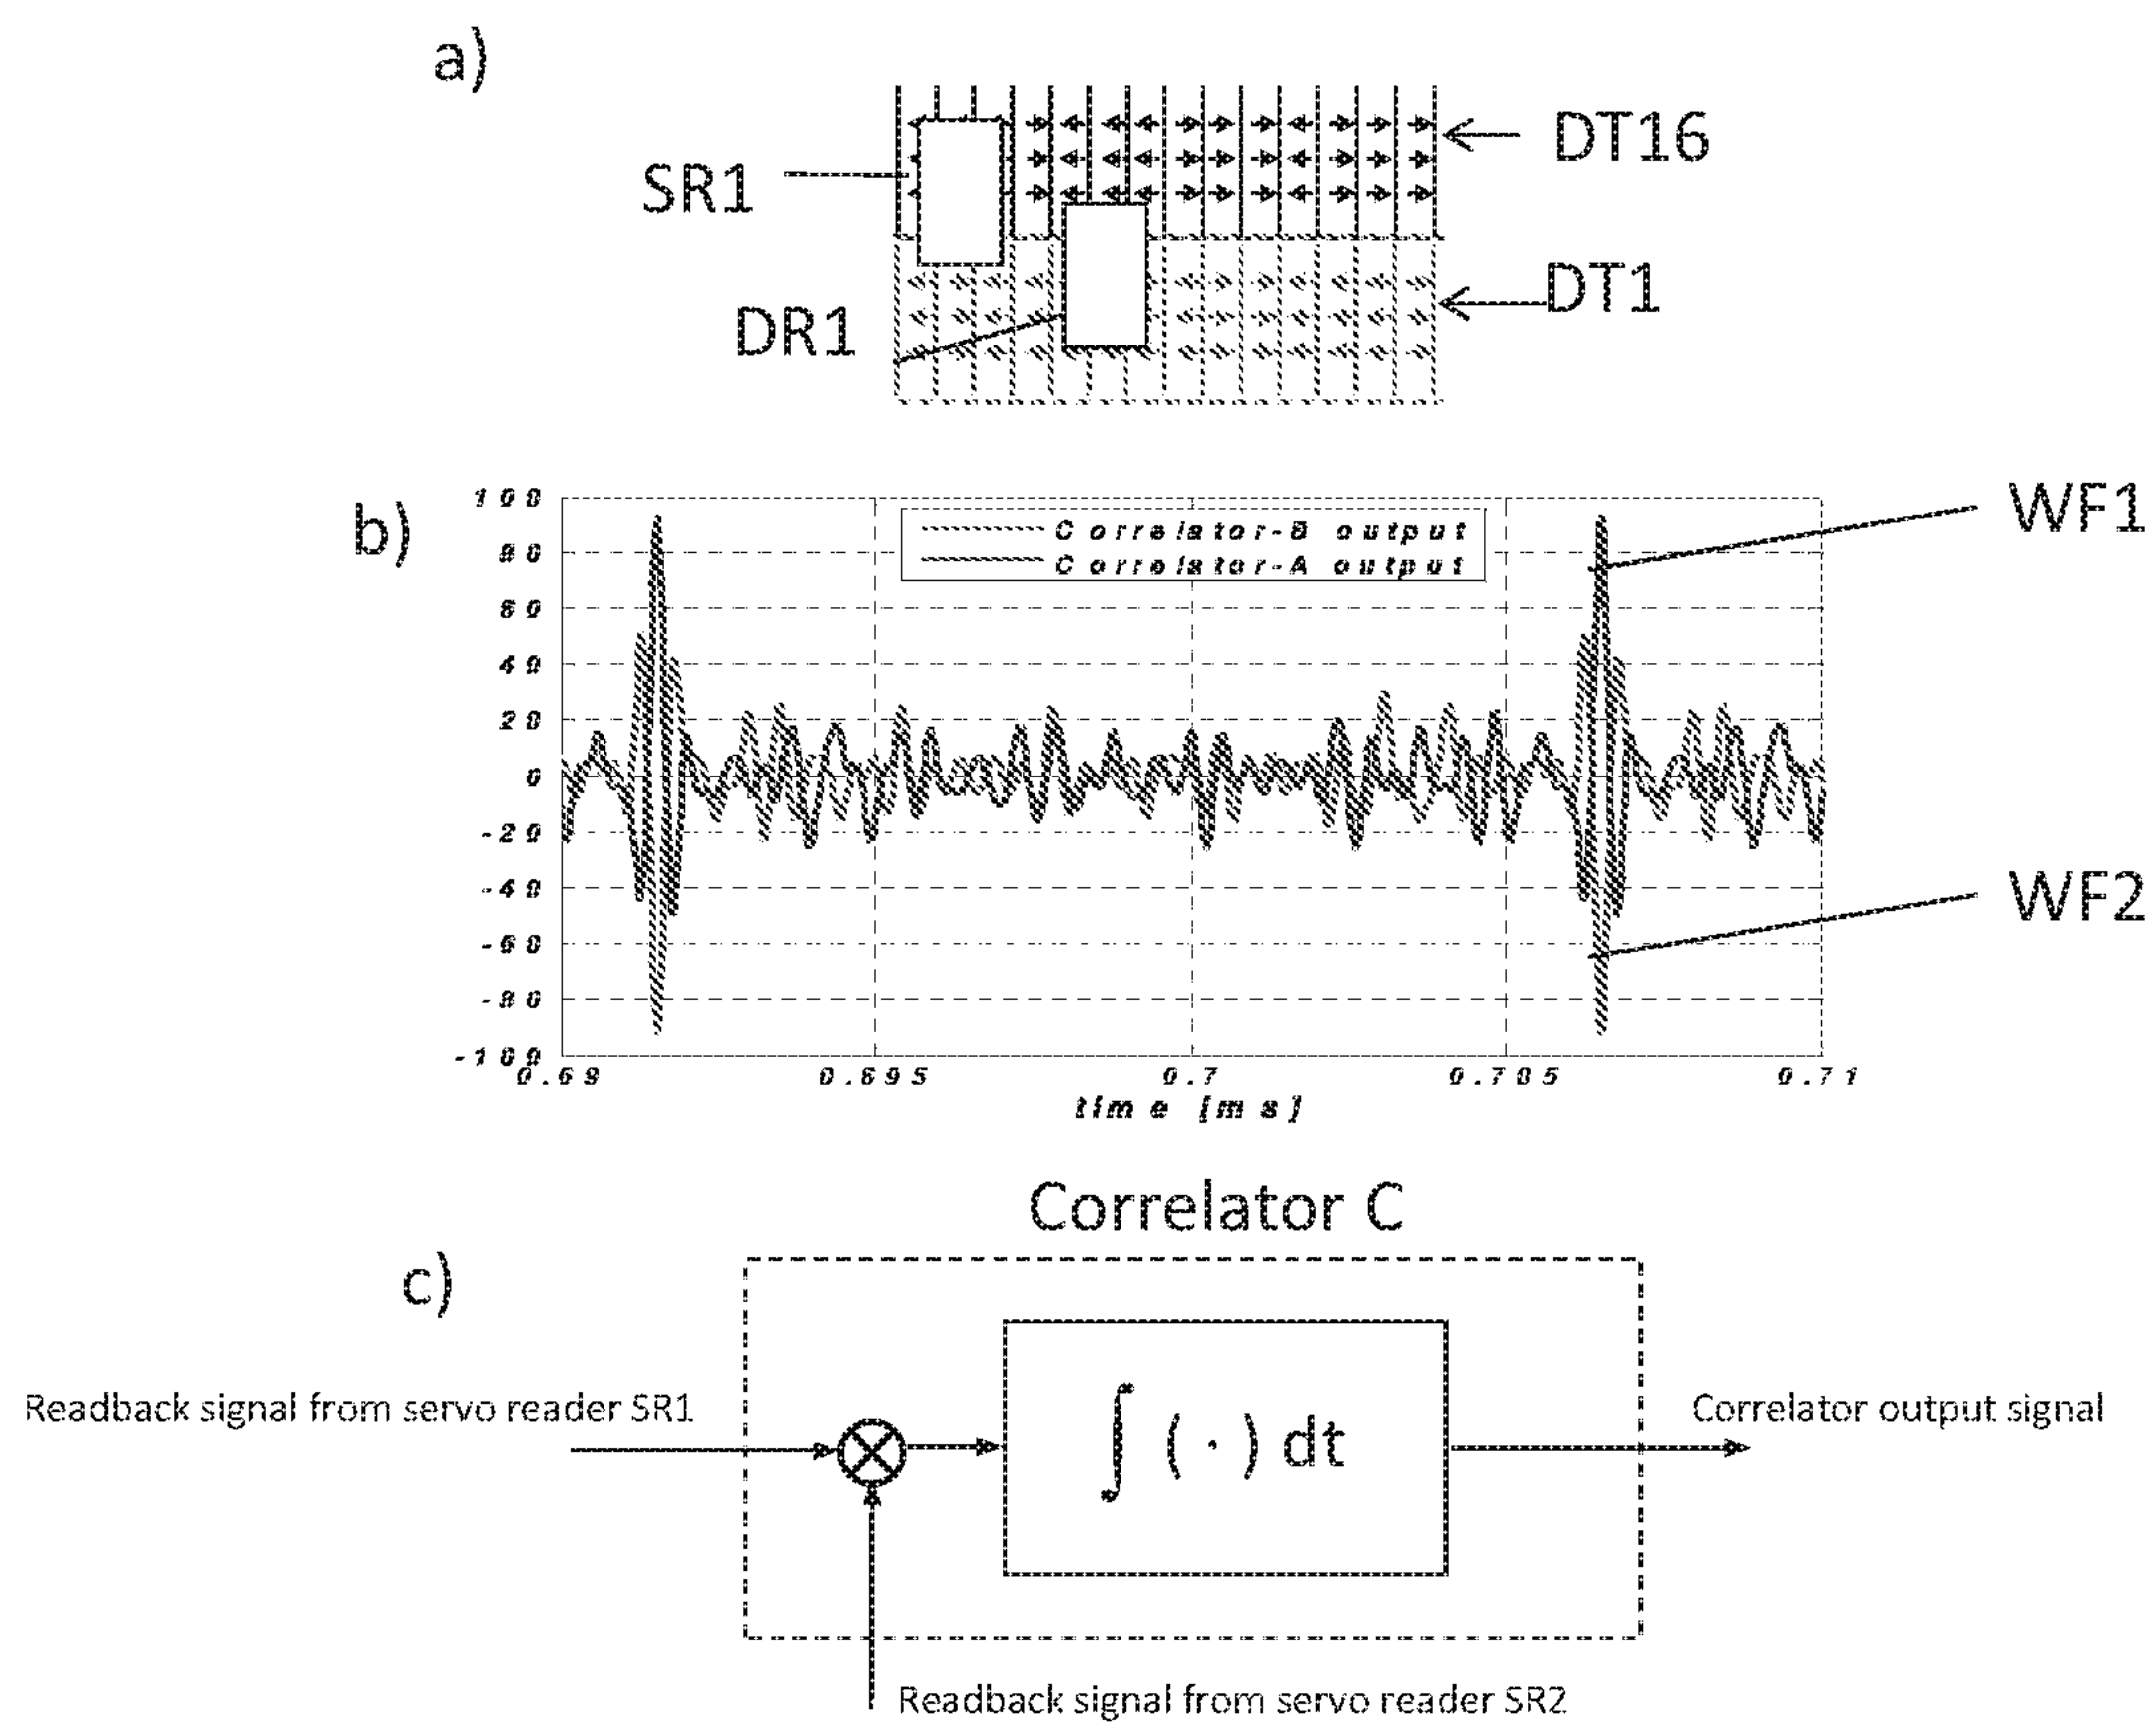 a)
SR1
DT16
DR1
DT1
b)
100
80
60
40
20
0
-20
-40
-60
-80
-100
Correlator-B output
Correlator-A output
WF1
WF2
0.69
0.695
0.7
0.705
0.71
time [ms]
Correlator C
c)
Readback signal from servo reader SR1
∫ ( · ) dt
Correlator output signal
Readback signal from servo reader SR2